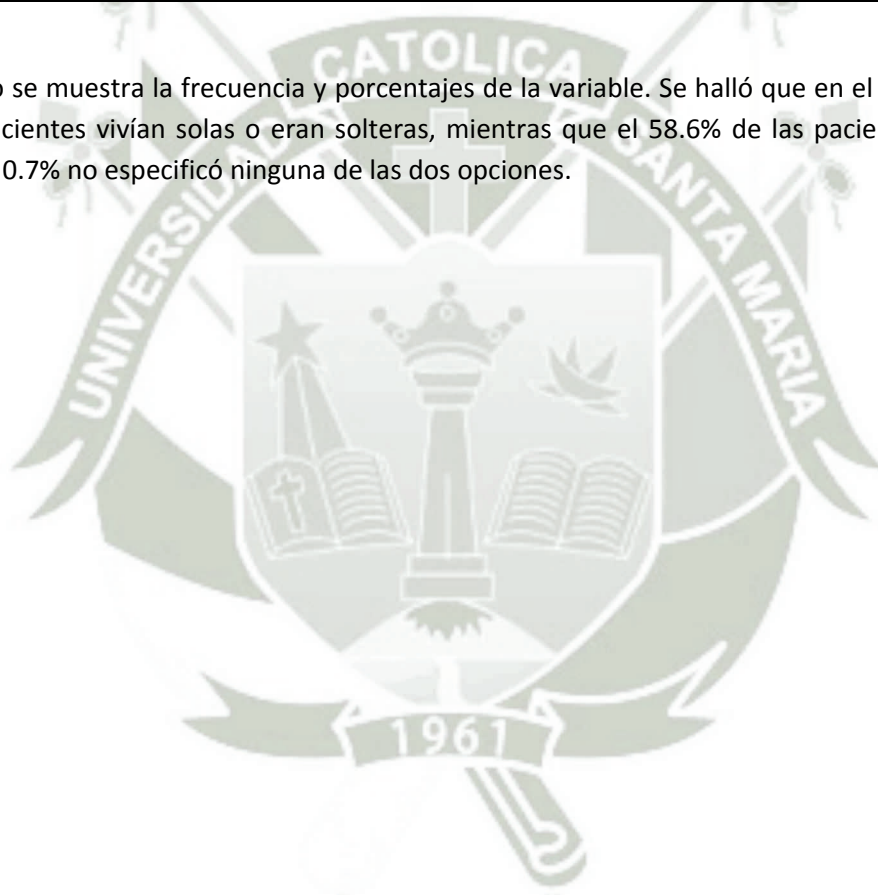 se muestra la frecuencia y porcentajes de la variable. Se halló que en el
cientes vivían solas o eran solteras, mientras que el 58.6% de las pacie
0.7% no especificó ninguna de las dos opciones.
UNIVERSIDAD CATOLICA SANTA MARIA
1961